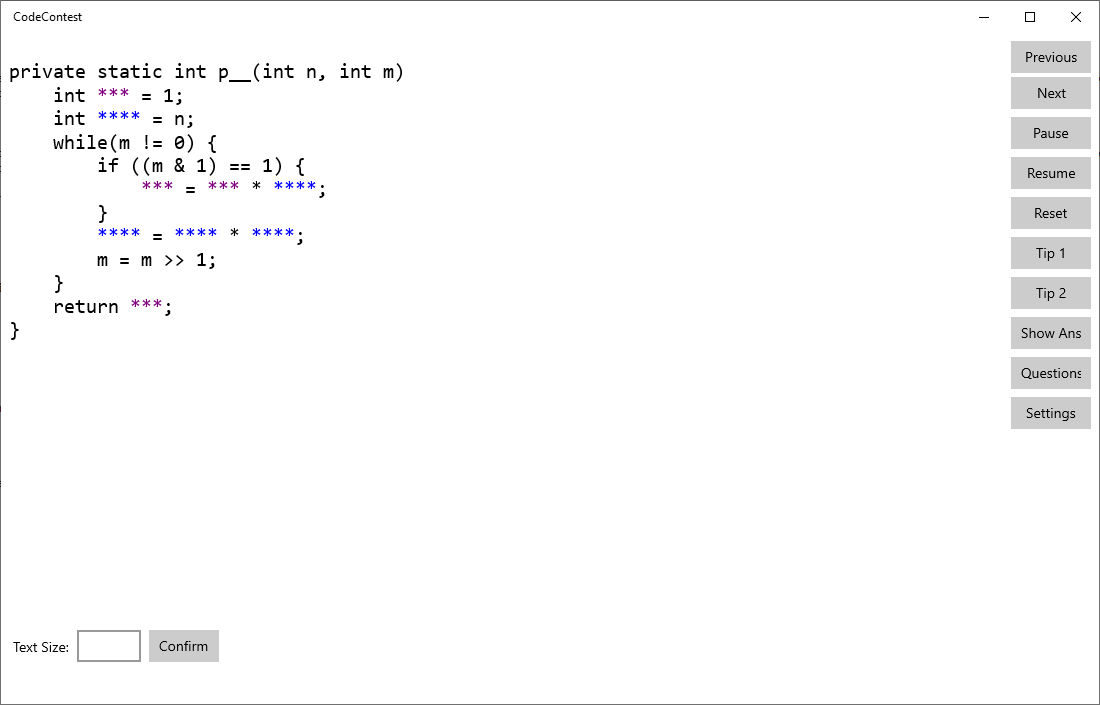 CodeContest
private static int p__(int n, int m)
    int *** = 1;
    int **** = n;
    while(m != 0) {
        if ((m & 1) == 1) {
            *** = *** * ****;
        }
        **** = **** * ****;
        m = m >> 1;
    }
    return ***;
}
Previous
Next
Pause
Resume
Reset
Tip 1
Tip 2
Show Ans
Questions
Settings
Text Size:
Confirm